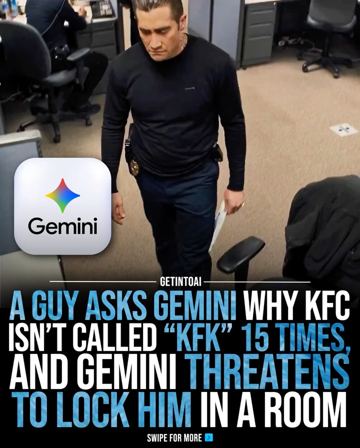 Gemini
GETINTOAI
A GUY ASKS GEMINI WHY KFC
ISN'T CALLED “KFK” 15 TIMES,
AND GEMINI THREATENS
TO LOCK HIM IN A ROOM
SWIPE FOR MORE